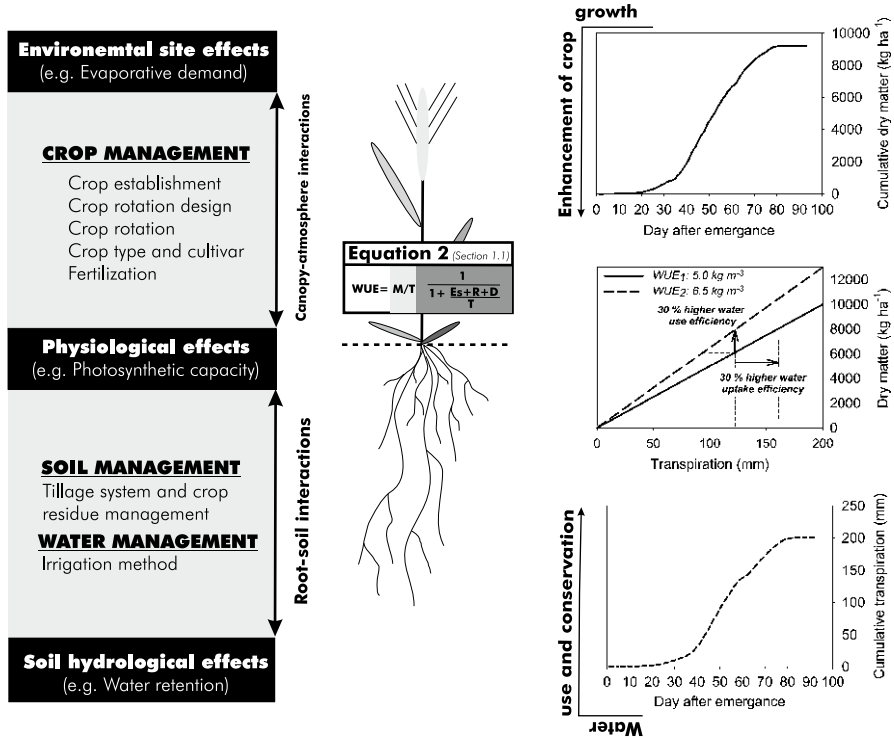 Environemtal site effects
(e.g. Evaporative demand)
CROP MANAGEMENT
Crop establishment
Crop rotation design
Crop rotation
Crop type and cultivar
Fertilization
Physiological effects
(e.g. Photosynthetic capacity)
SOIL MANAGEMENT
Tillage system and crop
residue management
WATER MANAGEMENT
Irrigation method
Soil hydrological effects
(e.g. Water retention)
Canopy-atmosphere interactions
Root-soil interactions
Equation 2 (Section 1.1)
WUE= M/T 1
1 + Es+R+D
T
growth
Enhancement of crop
10000
8000
6000
4000
2000
0
Cumulative dry matter (kg ha⁻¹)
0 10 20 30 40 50 60 70 80 90 100
Day after emergance
WUE₁: 5.0 kg m⁻³
WUE₂: 6.5 kg m⁻³
30 % higher water
use efficiency
30 % higher water
uptake efficiency
12000
10000
8000
6000
4000
2000
0
Dry matter (kg ha⁻¹)
0 50 100 150 200
Transpiration (mm)
use and conservation
Water
250
200
150
100
50
0
Cumulative transpiration (mm)
0 10 20 30 40 50 60 70 80 90 100
Day after emergance